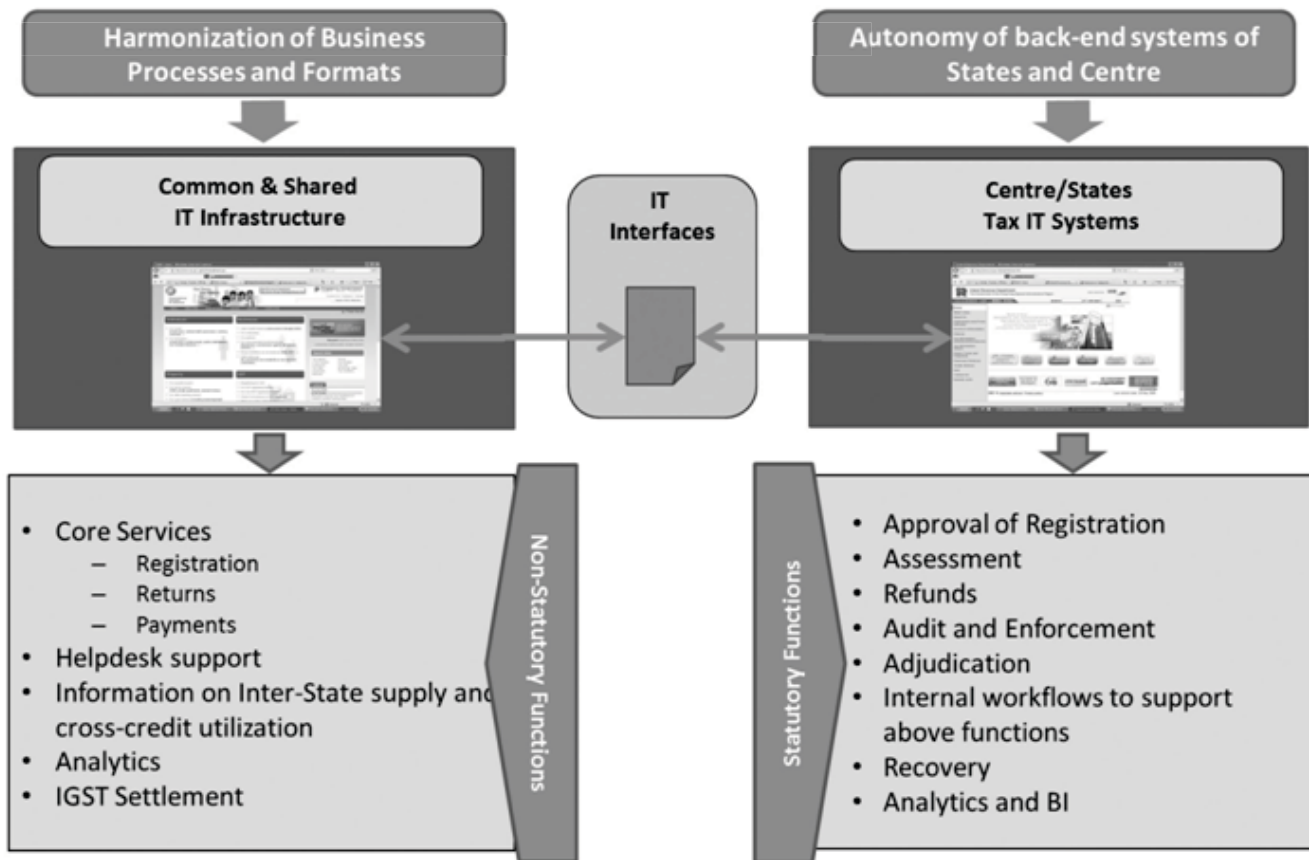 Harmonization of Business
Processes and Formats
Autonomy of back-end systems of
States and Centre
Common & Shared
IT Infrastructure
IT
Interfaces
Centre/States
Tax IT Systems
• Core Services
– Registration
– Returns
– Payments
• Helpdesk support
• Information on Inter-State supply and
cross-credit utilization
• Analytics
• IGST Settlement
Non-Statutory Functions
Statutory Functions
• Approval of Registration
• Assessment
• Refunds
• Audit and Enforcement
• Adjudication
• Internal workflows to support
above functions
• Recovery
• Analytics and BI